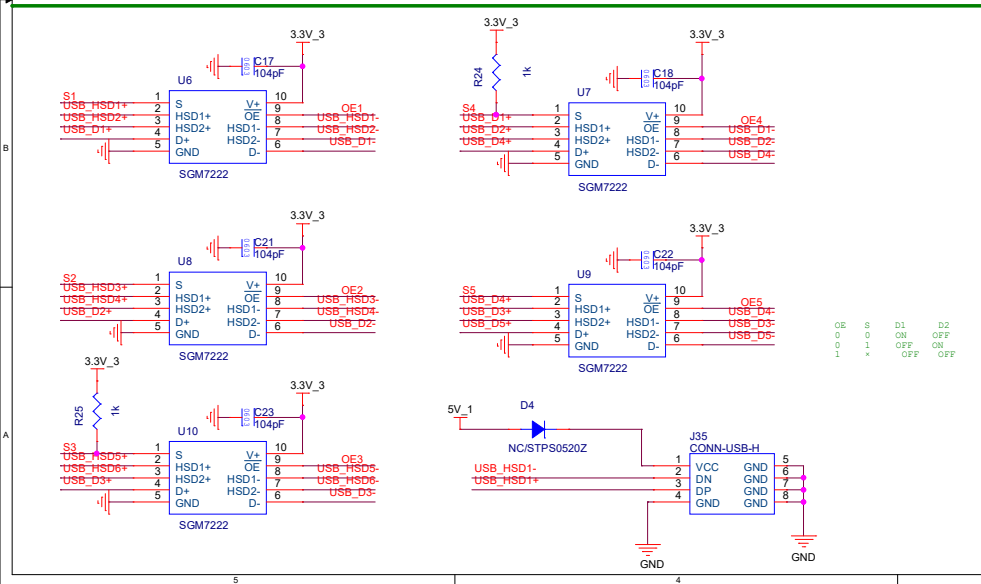 3.3V_3
C17
0603
104pF
U6
S1
USB_HSD1+
USB_HSD2+
USB_D1+
1 S V+ 10
2 HSD1+ OE 9
3 HSD2+ HSD1- 8
4 D+ HSD2- 7
5 GND D- 6
OE1
USB_HSD1-
USB_HSD2-
USB_D1-
SGM7222
3.3V_3
R24
1k
3.3V_3
C18
0603
104pF
U7
S4
USB_D1+
USB_D2+
USB_D4+
1 S V+ 10
2 HSD1+ OE 9
3 HSD2+ HSD1- 8
4 D+ HSD2- 7
5 GND D- 6
OE4
USB_D1-
USB_D2-
USB_D4-
SGM7222
B
3.3V_3
C21
0603
104pF
U8
S2
USB_HSD3+
USB_HSD4+
USB_D2+
1 S V+ 10
2 HSD1+ OE 9
3 HSD2+ HSD1- 8
4 D+ HSD2- 7
5 GND D- 6
OE2
USB_HSD3-
USB_HSD4-
USB_D2-
SGM7222
3.3V_3
C22
0603
104pF
U9
S5
USB_D4+
USB_D3+
USB_D5+
1 S V+ 10
2 HSD1+ OE 9
3 HSD2+ HSD1- 8
4 D+ HSD2- 7
5 GND D- 6
OE5
USB_D4-
USB_D3-
USB_D5-
SGM7222
OE S D1 D2
0 0 ON OFF
0 1 OFF ON
1 × OFF OFF
3.3V_3
R25
1k
3.3V_3
C23
0603
104pF
U10
S3
USB_HSD5+
USB_HSD6+
USB_D3+
1 S V+ 10
2 HSD1+ OE 9
3 HSD2+ HSD1- 8
4 D+ HSD2- 7
5 GND D- 6
OE3
USB_HSD5-
USB_HSD6-
USB_D3-
SGM7222
A
5V_1
D4
NC/STPS0520Z
J35
CONN-USB-H
USB_HSD1-
USB_HSD1+
1 VCC GND 5
2 DN GND 6
3 DP GND 7
4 GND GND 8
GND
GND
5
4